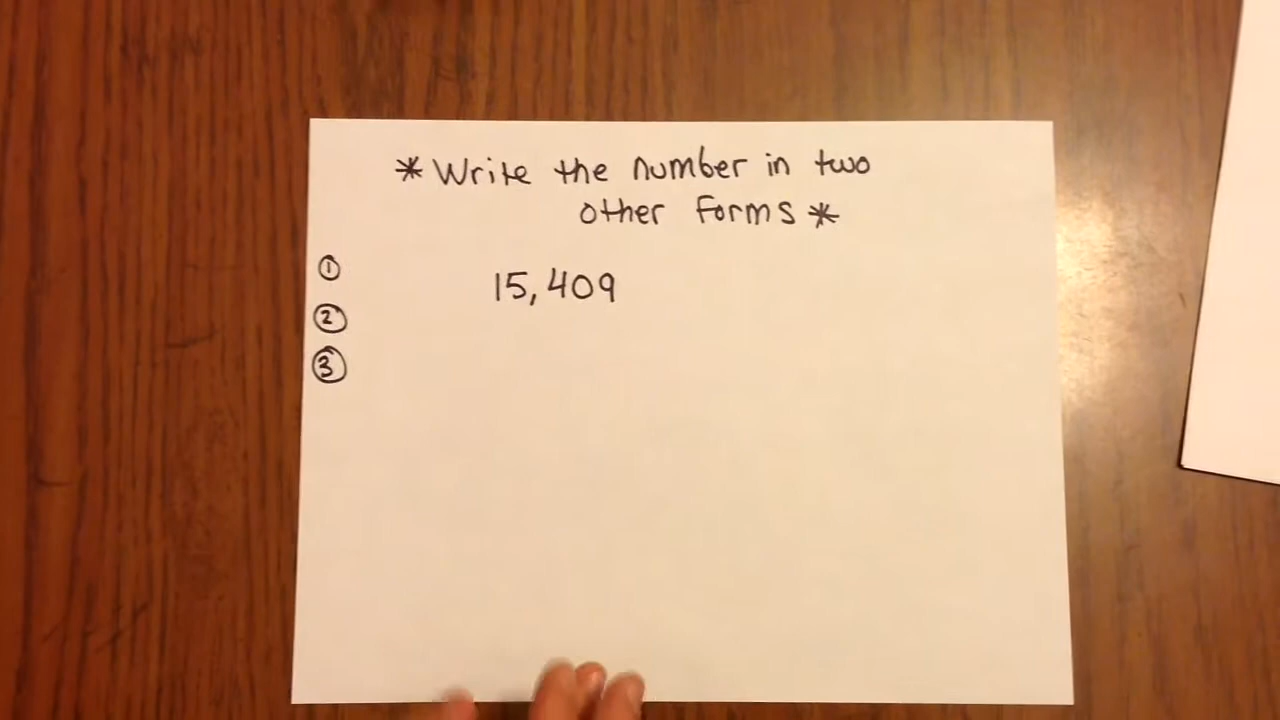 *Write the number in two
other forms*
① 15,409
②
③